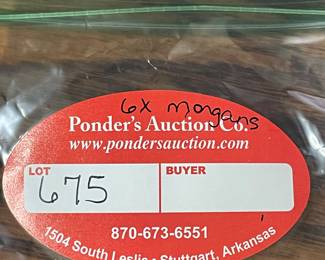 6x Morgans
Ponder's Auction Co.
www.pondersauction.com
LOT
BUYER
675
870-673-6551
1504 South Leslie • Stuttgart, Arkansas